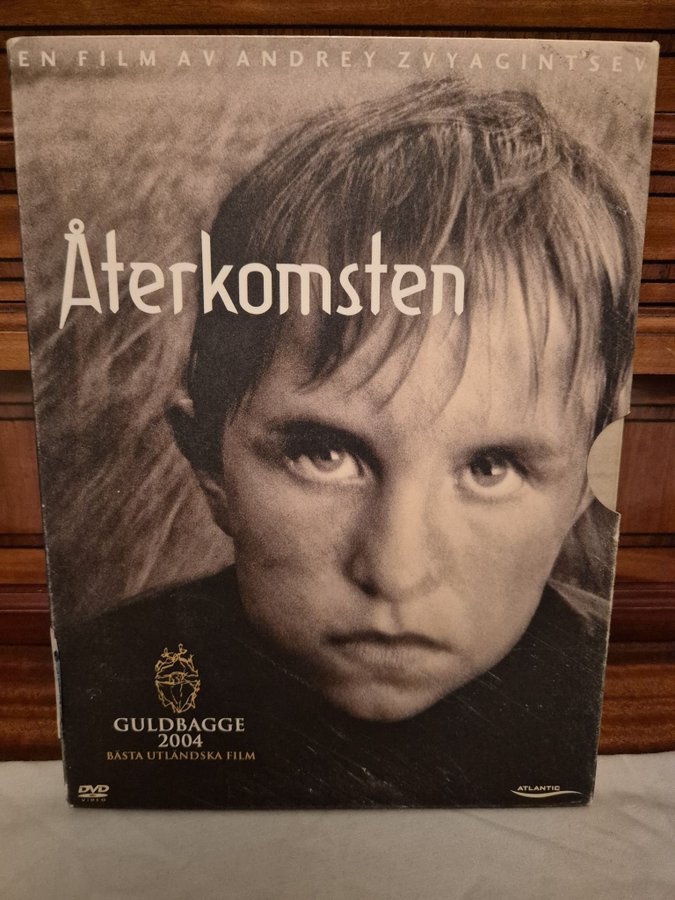 EN FILM AV ANDREY ZVYAGINTSEV
Återkomsten
GULDBAGGE
2004
BÄSTA UTLÄNDSKA FILM
DVD
VIDEO
ATLANTIC